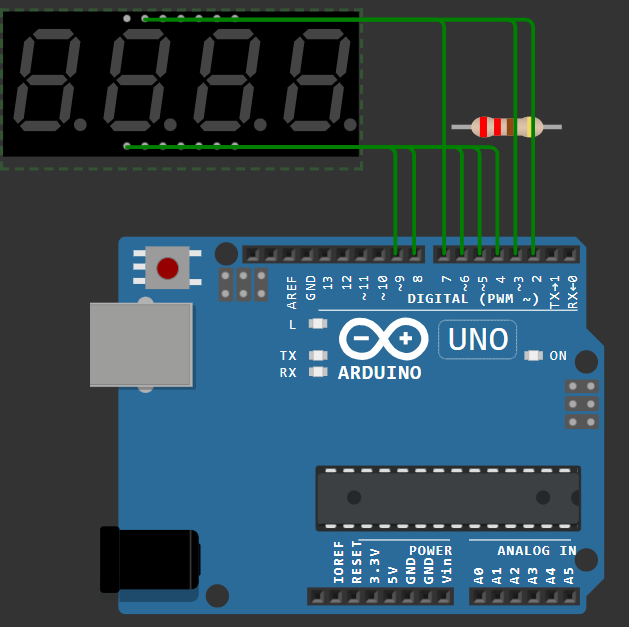 AREF
GND
13
12
~11
~10
~9
8
7
~6
~5
4
~3
2
TX→1
RX←0
DIGITAL (PWM ~)
L
TX
RX
UNO
ON
ARDUINO
POWER
ANALOG IN
IOREF
RESET
3.3V
5V
GND
GND
Vin
A0
A1
A2
A3
A4
A5